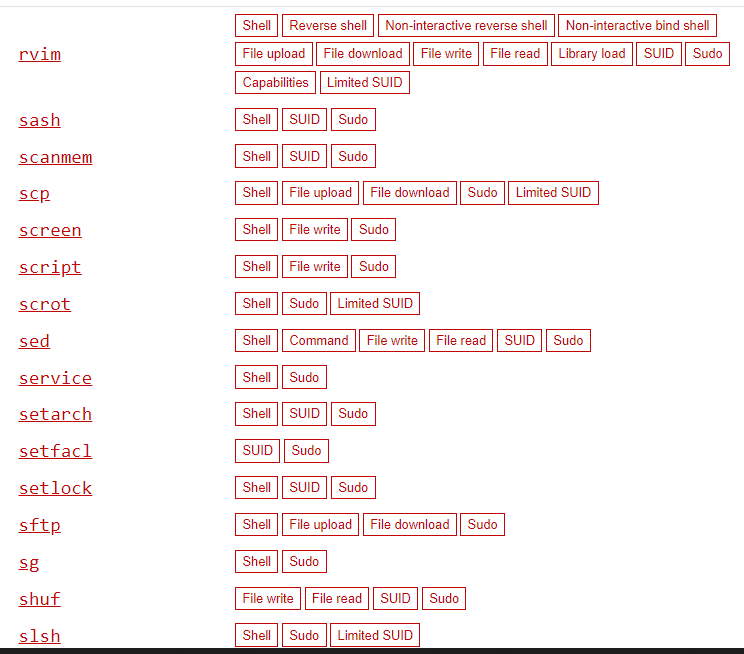 Shell Reverse shell Non-interactive reverse shell Non-interactive bind shell
rvim File upload File download File write File read Library load SUID Sudo
Capabilities Limited SUID
sash Shell SUID Sudo
scanmem Shell SUID Sudo
scp Shell File upload File download Sudo Limited SUID
screen Shell File write Sudo
script Shell File write Sudo
scrot Shell Sudo Limited SUID
sed Shell Command File write File read SUID Sudo
service Shell Sudo
setarch Shell SUID Sudo
setfacl SUID Sudo
setlock Shell SUID Sudo
sftp Shell File upload File download Sudo
sg Shell Sudo
shuf File write File read SUID Sudo
slsh Shell Sudo Limited SUID